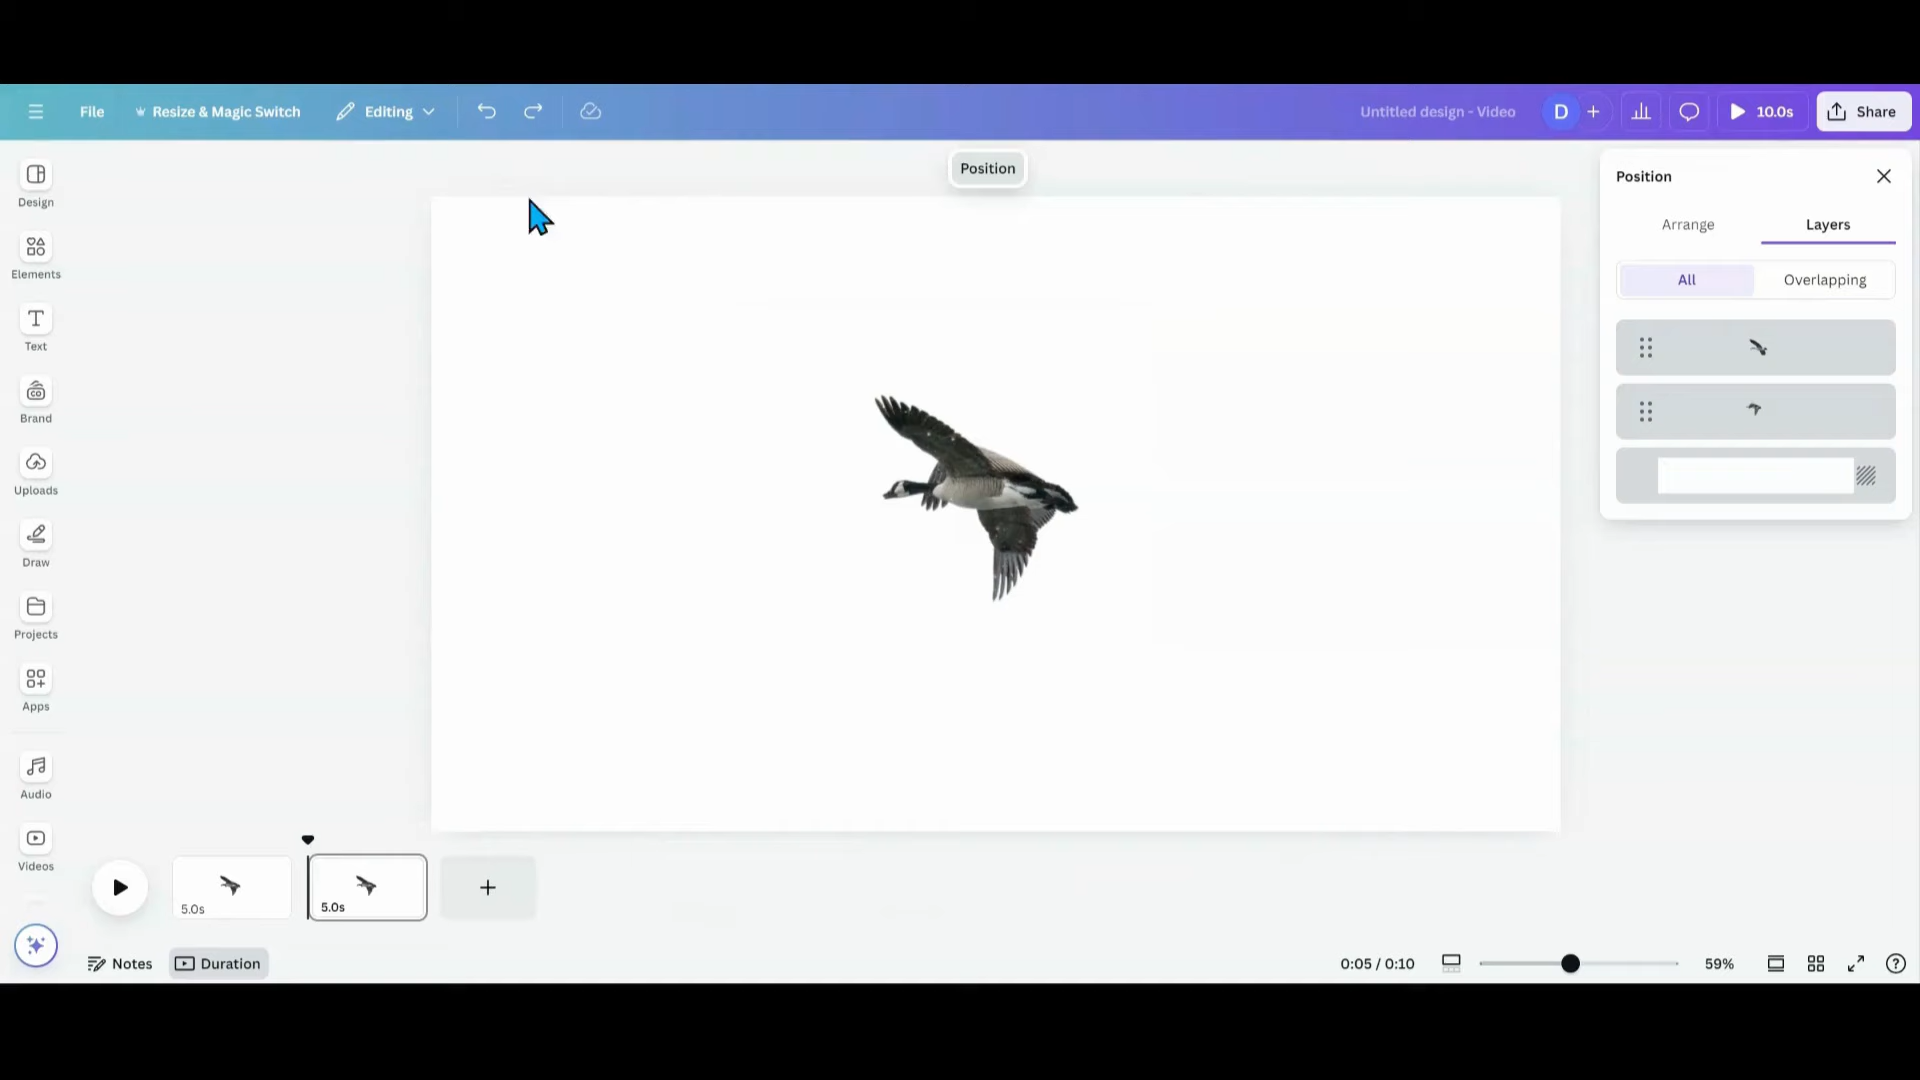 File
Resize & Magic Switch
Editing
Untitled design - Video
D
10.0s
Share
Position
Design
Elements
Text
Brand
Uploads
Draw
Projects
Apps
Audio
Videos
Position
Arrange
Layers
All
Overlapping
5.0s
5.0s
Notes
Duration
0:05 / 0:10
59%